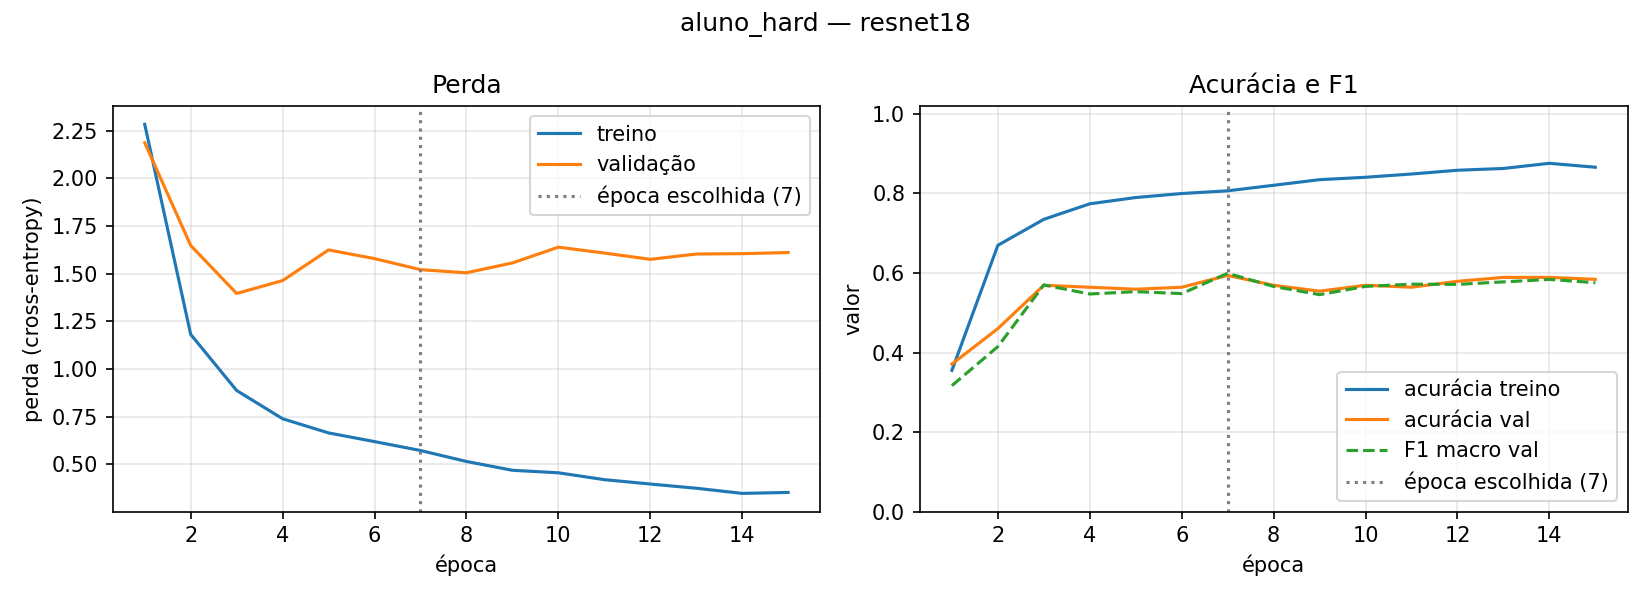 aluno_hard — resnet18
Perda
perda (cross-entropy)
2.25
2.00
1.75
1.50
1.25
1.00
0.75
0.50
treino
validação
época escolhida (7)
2 4 6 8 10 12 14
época
Acurácia e F1
valor
1.0
0.8
0.6
0.4
0.2
0.0
acurácia treino
acurácia val
F1 macro val
época escolhida (7)
2 4 6 8 10 12 14
época